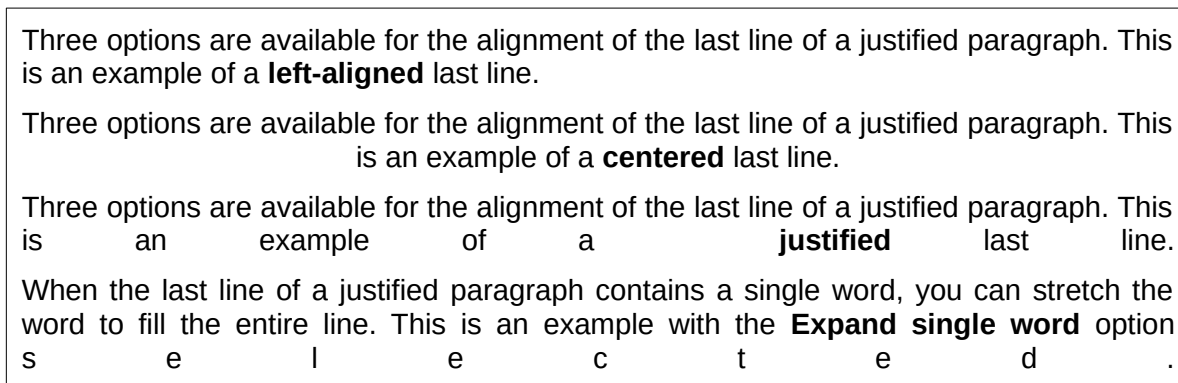 Three options are available for the alignment of the last line of a justified paragraph. This
is an example of a left-aligned last line.
Three options are available for the alignment of the last line of a justified paragraph. This
is an example of a centered last line.
Three options are available for the alignment of the last line of a justified paragraph. This
is an example of a justified last line.
When the last line of a justified paragraph contains a single word, you can stretch the
word to fill the entire line. This is an example with the Expand single word option
s e l e c t e d .